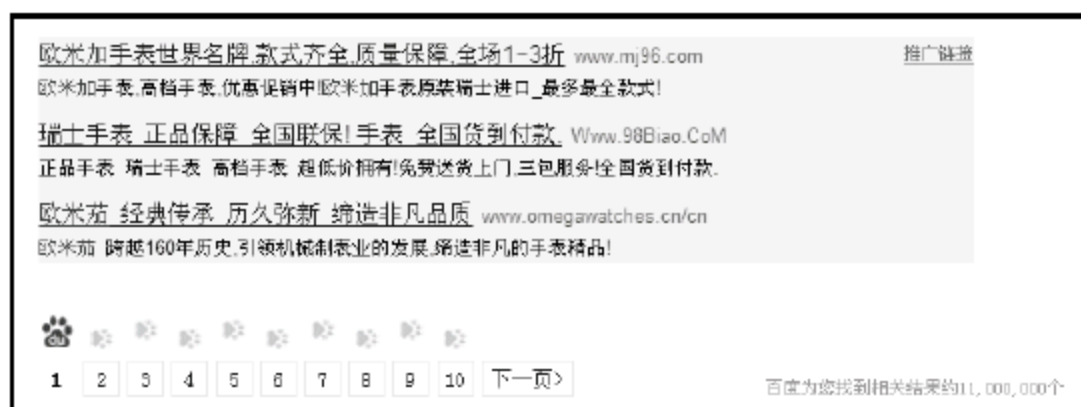 欧米加手表世界名牌,款式齐全,质量保障,全场1-3折 www.mj96.com 推广链接
欧米加手表,高档手表,优惠促销中!欧米加手表原装瑞士进口_最多最全款式!
瑞士手表 正品保障 全国联保! 手表 全国货到付款. Www.98Biao.CoM
正品手表 瑞士手表 高档手表 超低价拥有!免费送货上门,三包服务!全国货到付款.
欧米茄 经典传承 历久弥新 缔造非凡品质 www.omegawatches.cn/cn
欧米茄 跨越160年历史,引领机械制表业的发展,缔造非凡的手表精品!
du
1 2 3 4 5 6 7 8 9 10 下一页>
百度为您找到相关结果约11,000,000个